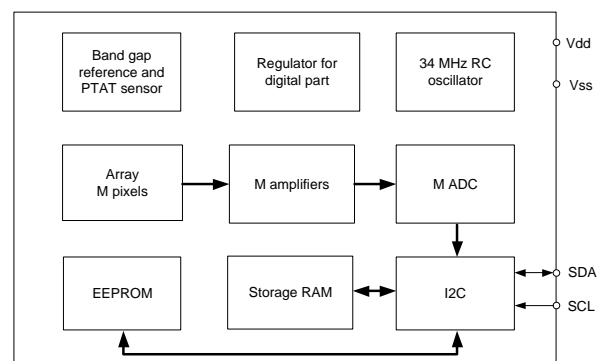 Band gap
reference and
PTAT sensor
Regulator for
digital part
34 MHz RC
oscillator
Vdd
Vss
Array
M pixels
M amplifiers
M ADC
EEPROM
Storage RAM
I2C
SDA
SCL